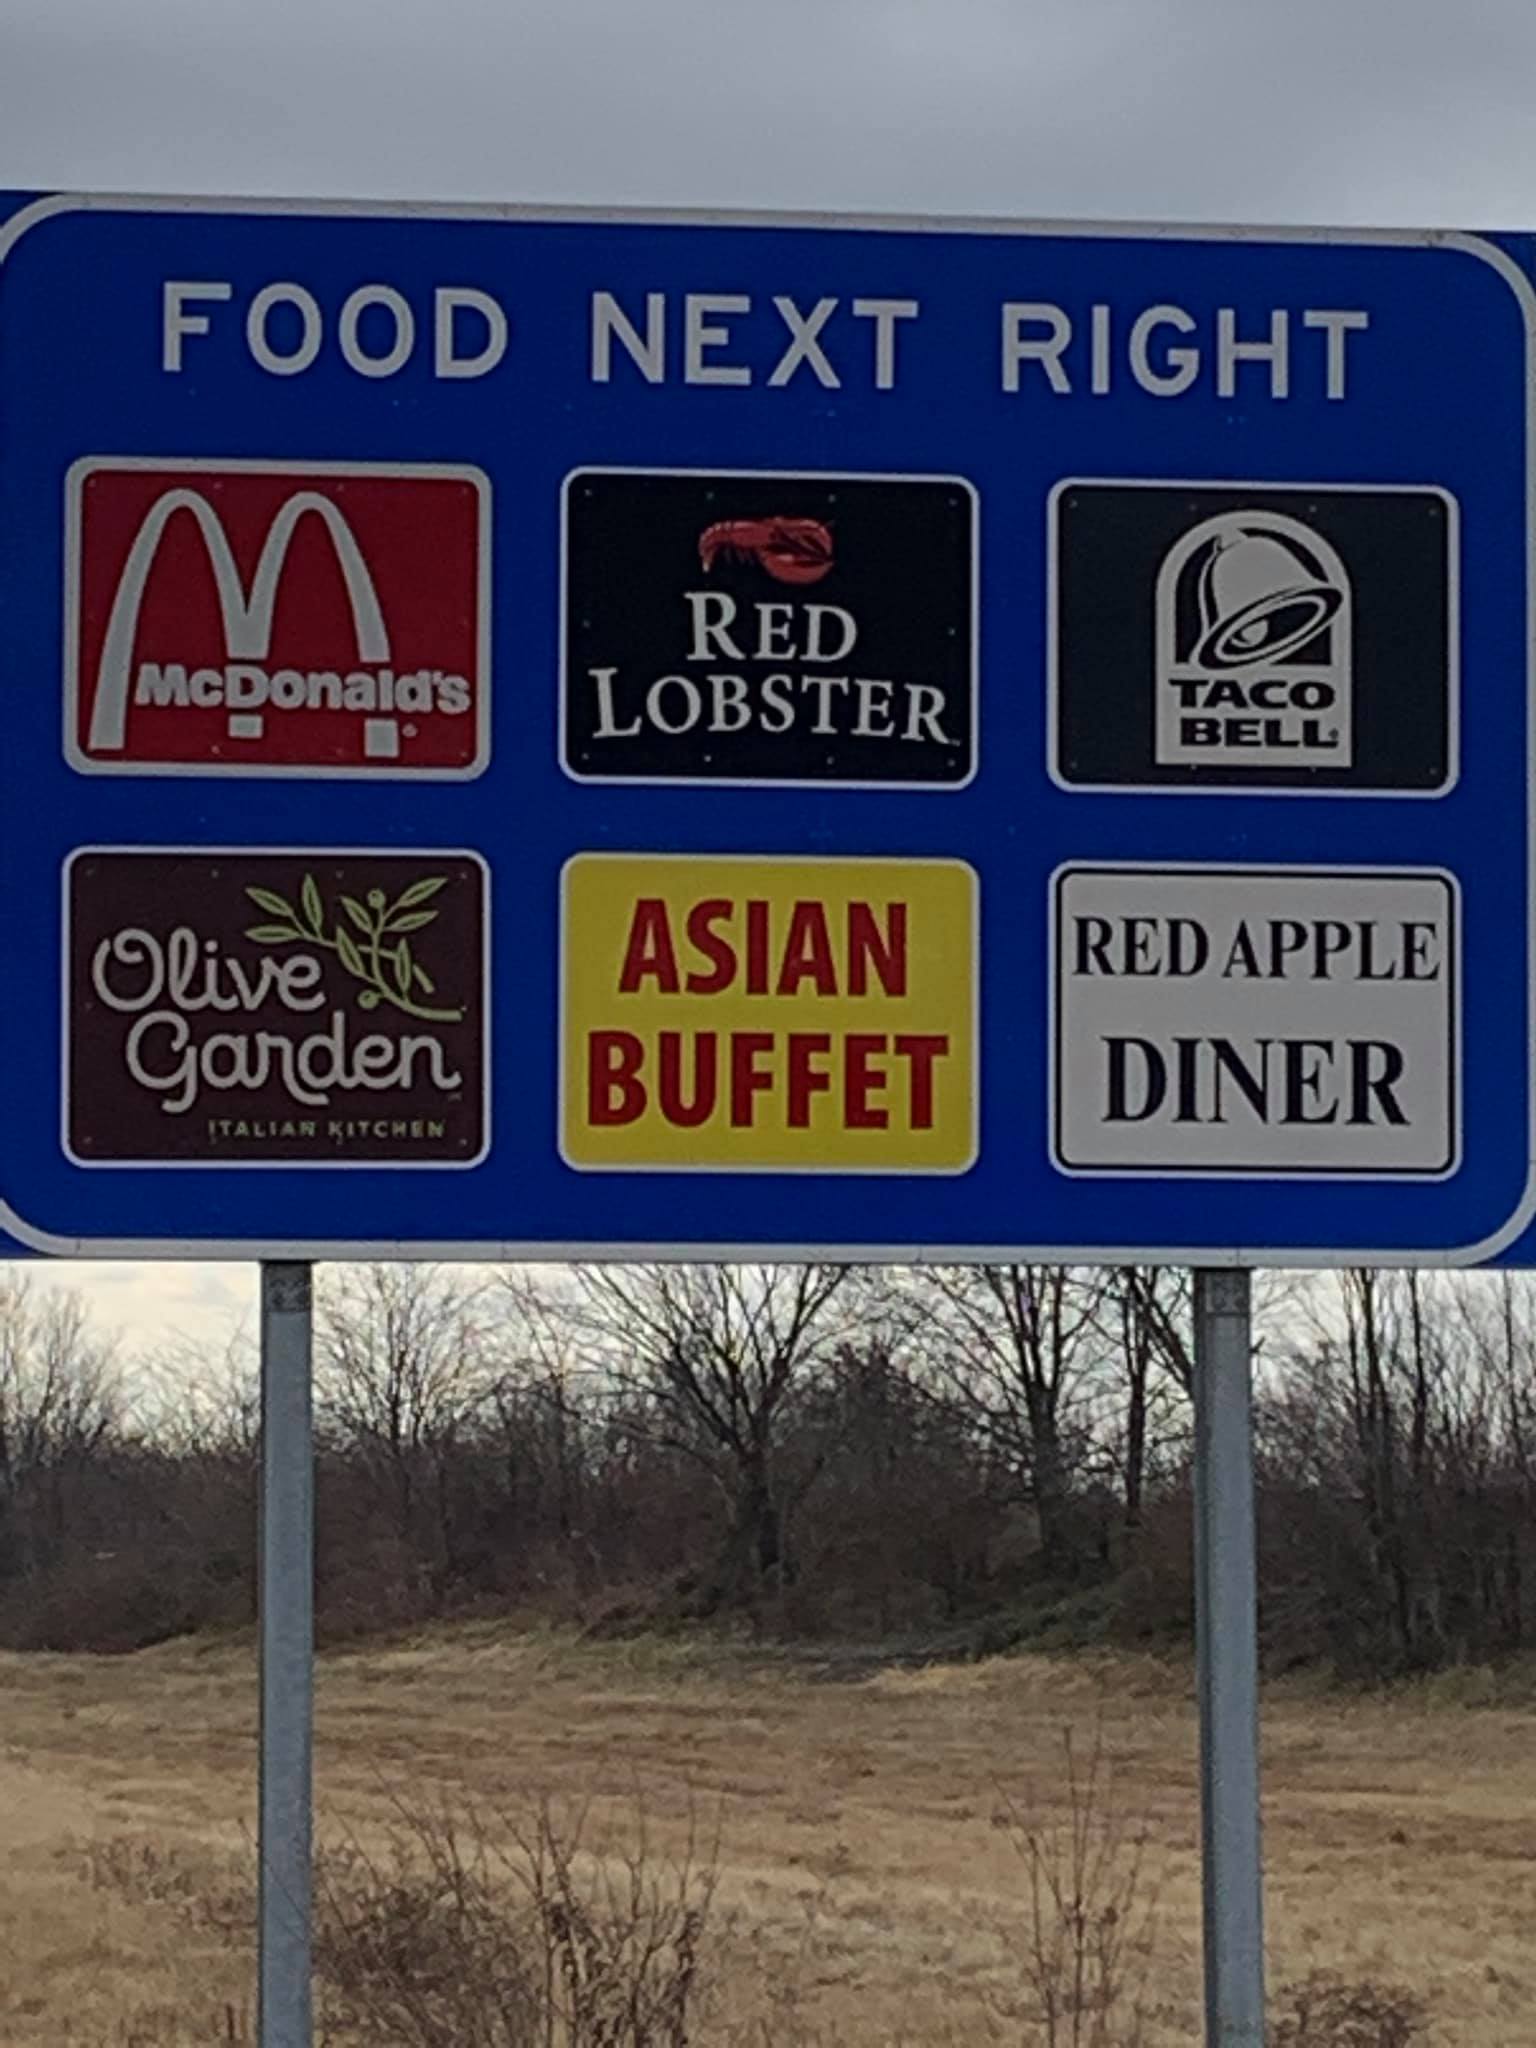 FOOD NEXT RIGHT
McDonald's
RED
LOBSTER
TACO
BELL
Olive
Garden
ITALIAN KITCHEN
ASIAN
BUFFET
RED APPLE
DINER